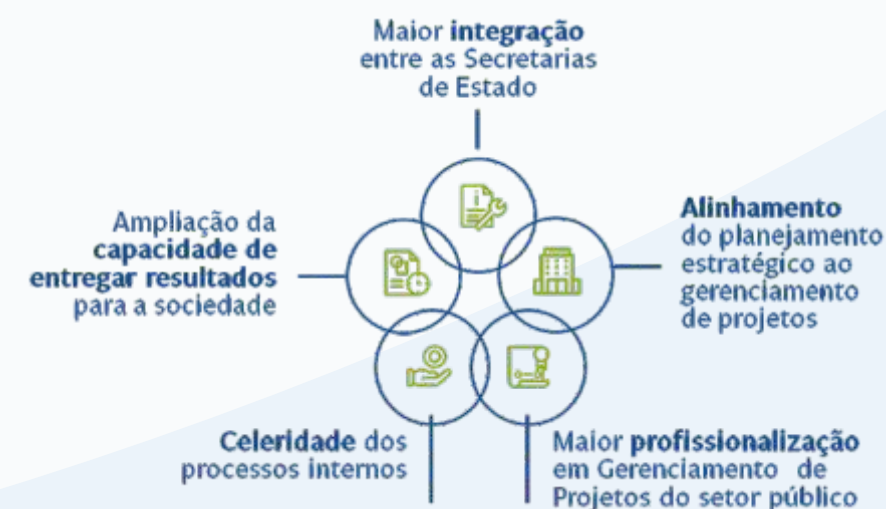 Maior integração
entre as Secretarias
de Estado
Ampliação da
capacidade de
entregar resultados
para a sociedade
Alinhamento
do planejamento
estratégico ao
gerenciamento
de projetos
Celeridade dos
processos internos
Maior profissionalização
em Gerenciamento de
Projetos do setor público